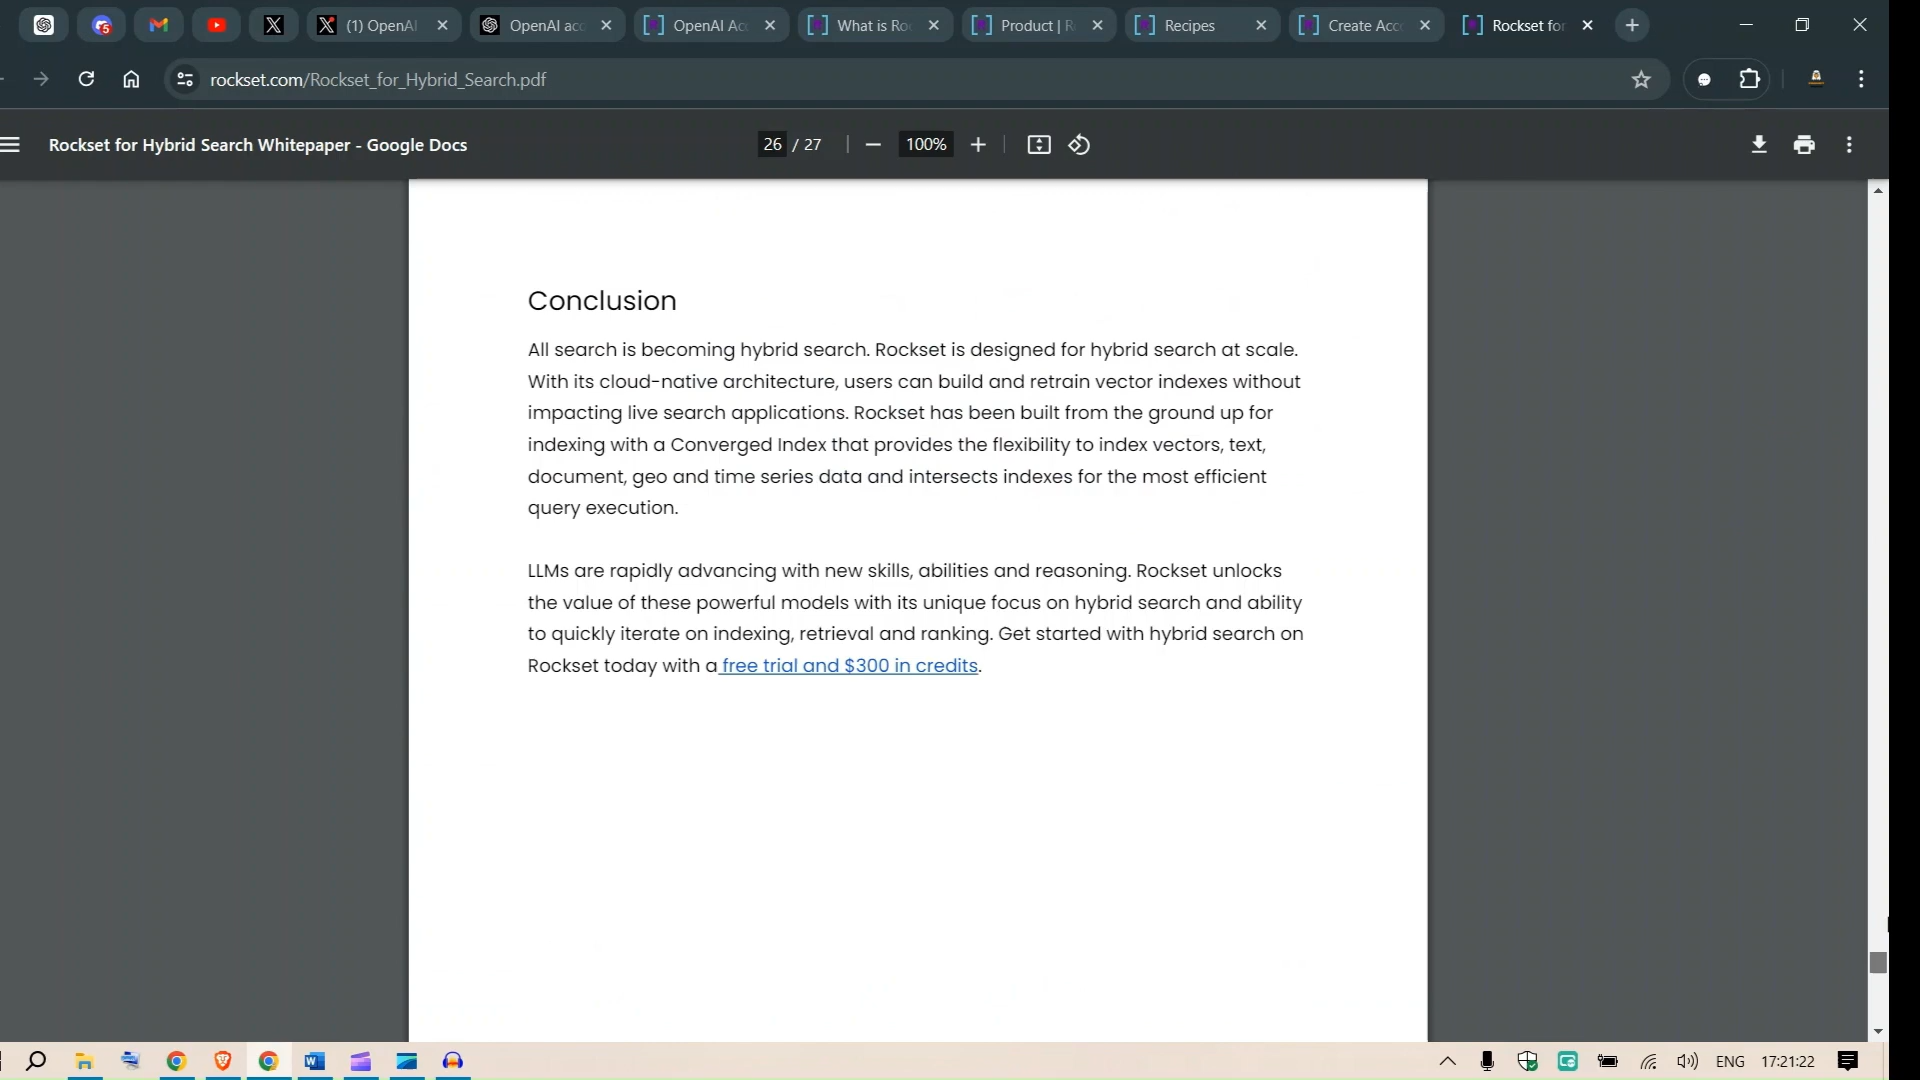 (1) OpenAI
OpenAI acc
OpenAI Acc
What is Roc
Product | R
Recipes
Create Acco
Rockset for
rockset.com/Rockset_for_Hybrid_Search.pdf
Rockset for Hybrid Search Whitepaper - Google Docs
26 / 27
100%
Conclusion
All search is becoming hybrid search. Rockset is designed for hybrid search at scale.
With its cloud-native architecture, users can build and retrain vector indexes without
impacting live search applications. Rockset has been built from the ground up for
indexing with a Converged Index that provides the flexibility to index vectors, text,
document, geo and time series data and intersects indexes for the most efficient
query execution.
LLMs are rapidly advancing with new skills, abilities and reasoning. Rockset unlocks
the value of these powerful models with its unique focus on hybrid search and ability
to quickly iterate on indexing, retrieval and ranking. Get started with hybrid search on
Rockset today with a free trial and $300 in credits.
ENG
17:21:22